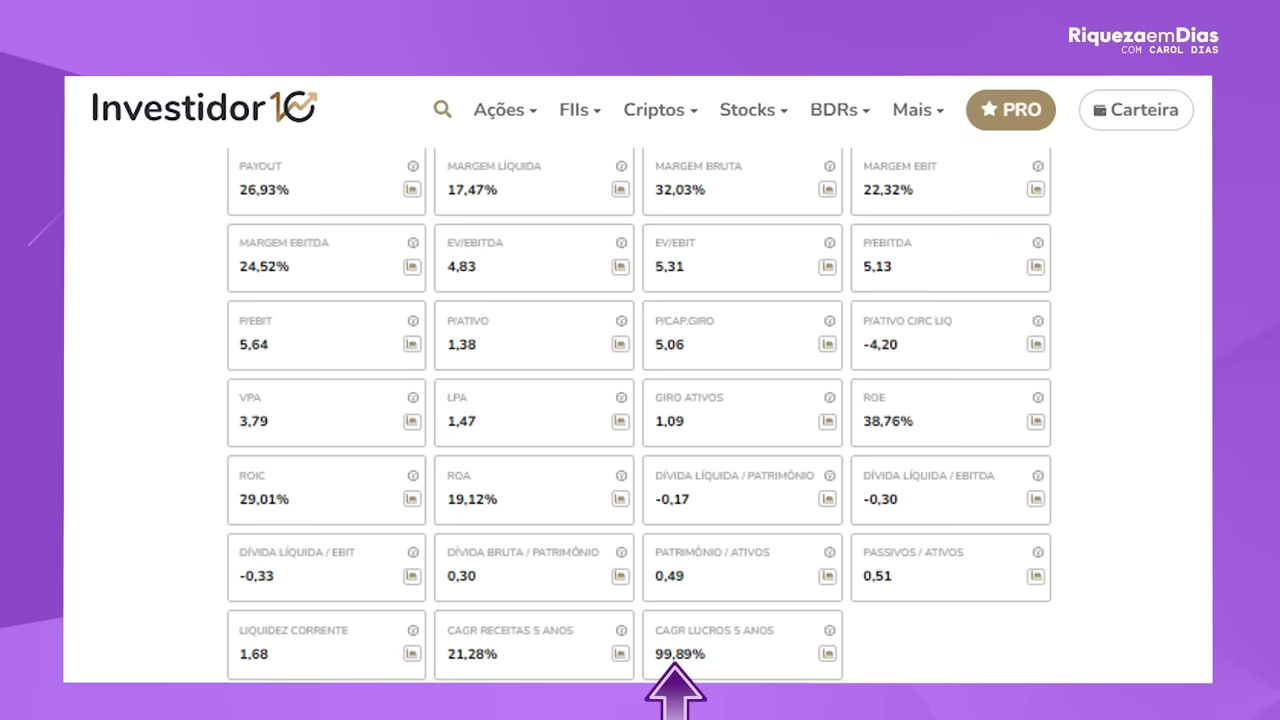 RiquezaemDias
COM CAROL DIAS
Investidor10
Ações
FIIs
Criptos
Stocks
BDRs
Mais
PRO
Carteira
PAYOUT
26,93%
MARGEM LÍQUIDA
17,47%
MARGEM BRUTA
32,03%
MARGEM EBIT
22,32%
MARGEM EBITDA
24,52%
EV/EBITDA
4,83
EV/EBIT
5,31
P/EBITDA
5,13
P/EBIT
5,64
P/ATIVO
1,38
P/CAP.GIRO
5,06
P/ATIVO CIRC LIQ
-4,20
VPA
3,79
LPA
1,47
GIRO ATIVOS
1,09
ROE
38,76%
ROIC
29,01%
ROA
19,12%
DÍVIDA LÍQUIDA / PATRIMÔNIO
-0,17
DÍVIDA LÍQUIDA / EBITDA
-0,30
DÍVIDA LÍQUIDA / EBIT
-0,33
DÍVIDA BRUTA / PATRIMÔNIO
0,30
PATRIMÔNIO / ATIVOS
0,49
PASSIVOS / ATIVOS
0,51
LIQUIDEZ CORRENTE
1,68
CAGR RECEITAS 5 ANOS
21,28%
CAGR LUCROS 5 ANOS
99,89%